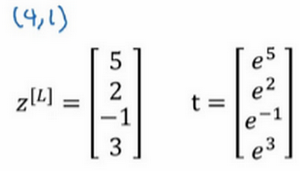 (4,1)
z^[L] = [5 2 -1 3] t = [e^5 e^2 e^-1 e^3]